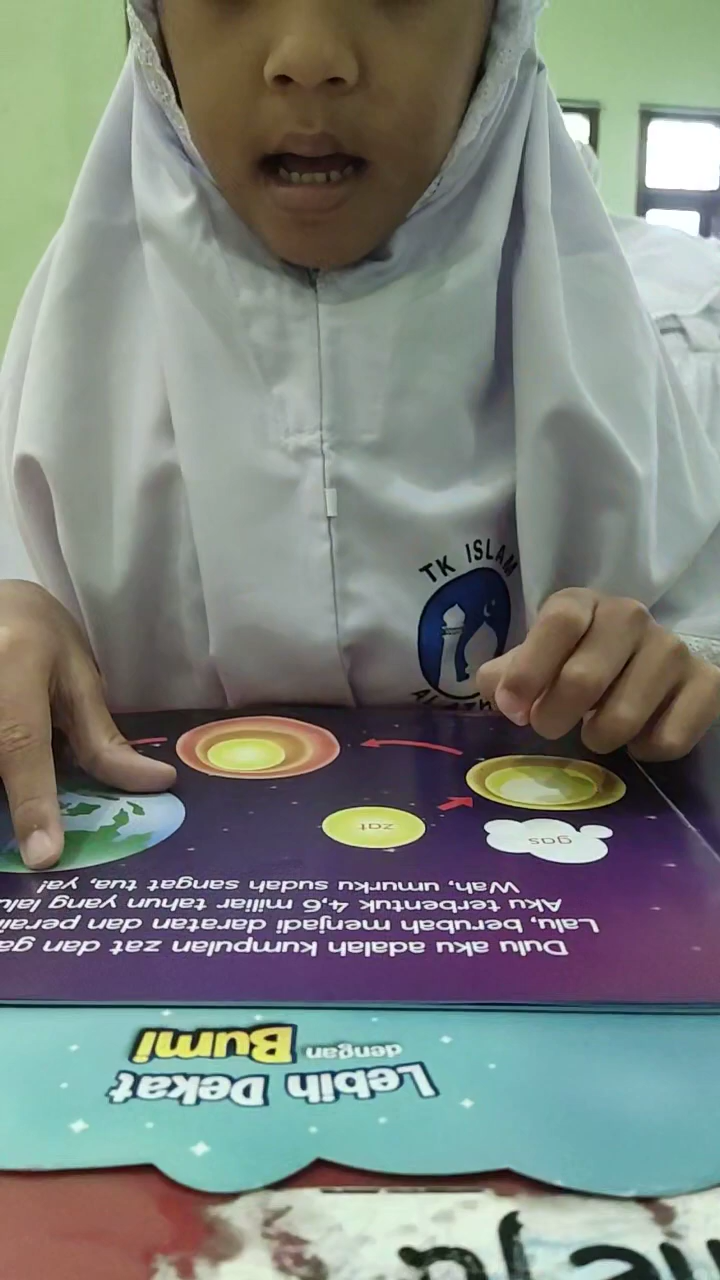 TK ISLAM
gas
zat
Dulu aku adalah kumpulan zat dan
Lalu, berubah menjadi daratan dan
Aku terbentuk 4,6 miliar tahun yang
Wah, umurku sudah sangat tua, ya!
Lebih Dekat
dengan Bumi